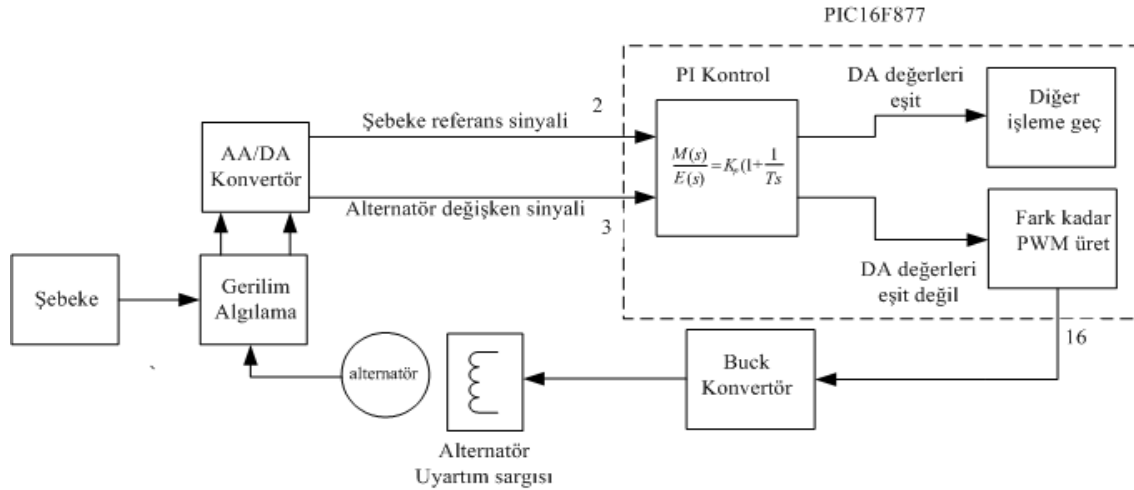 PIC16F877
PI Kontrol
DA değerleri
eşit
Diğer
işleme geç
2
Şebeke referans sinyali
AA/DA
Konvertör
M(s)/E(s)=Kₚ(1+1/Ts
Alternatör değişken sinyali
3
Fark kadar
PWM üret
DA değerleri
eşit değil
Şebeke
Gerilim
Algılama
16
alternatör
Buck
Konvertör
Alternatör
Uyartım sargısı